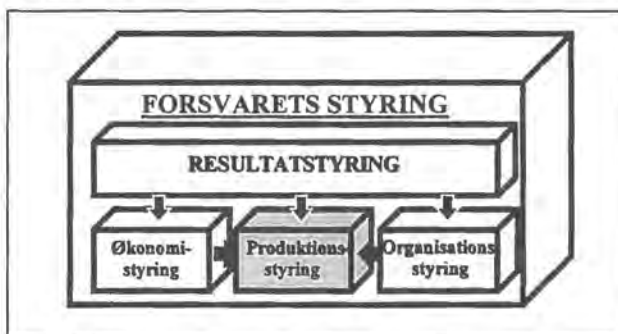 FORSVARETS STYRING
RESULTATSTYRING
Økonomi-
styring
Produktions-
styring
Organisations
styring